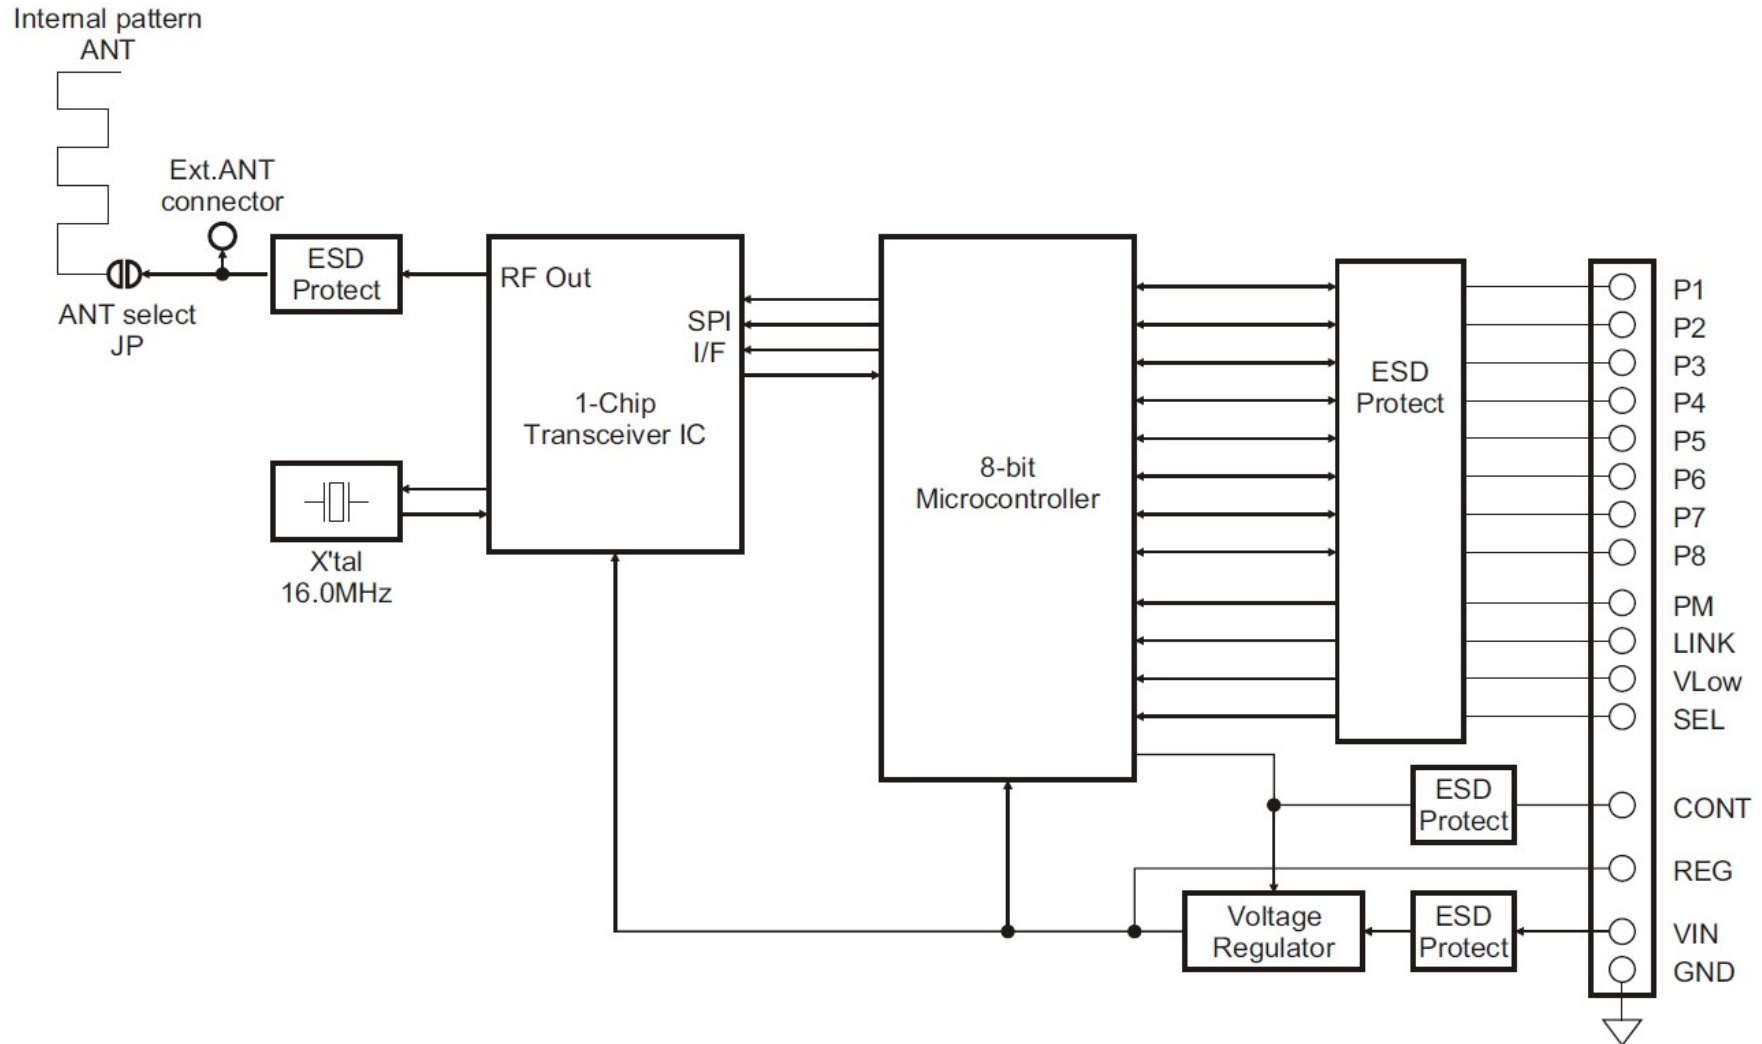 Internal pattern
ANT
Ext.ANT
connector
ESD
Protect
ANT select
JP
RF Out
SPI
I/F
1-Chip
Transceiver IC
X'tal
16.0MHz
8-bit
Microcontroller
ESD
Protect
P1
P2
P3
P4
P5
P6
P7
P8
PM
LINK
VLow
SEL
ESD
Protect
CONT
REG
Voltage
Regulator
ESD
Protect
VIN
GND